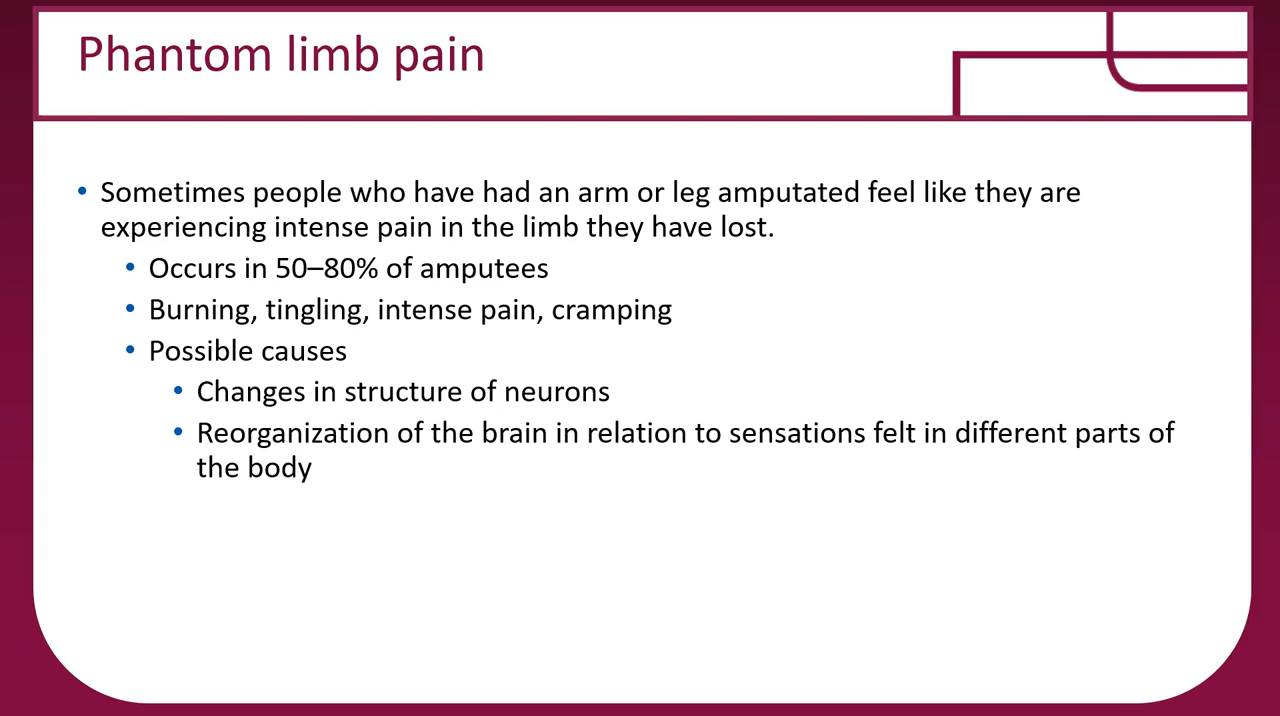 Phantom limb pain
• Sometimes people who have had an arm or leg amputated feel like they are
experiencing intense pain in the limb they have lost.
• Occurs in 50–80% of amputees
• Burning, tingling, intense pain, cramping
• Possible causes
• Changes in structure of neurons
• Reorganization of the brain in relation to sensations felt in different parts of
the body